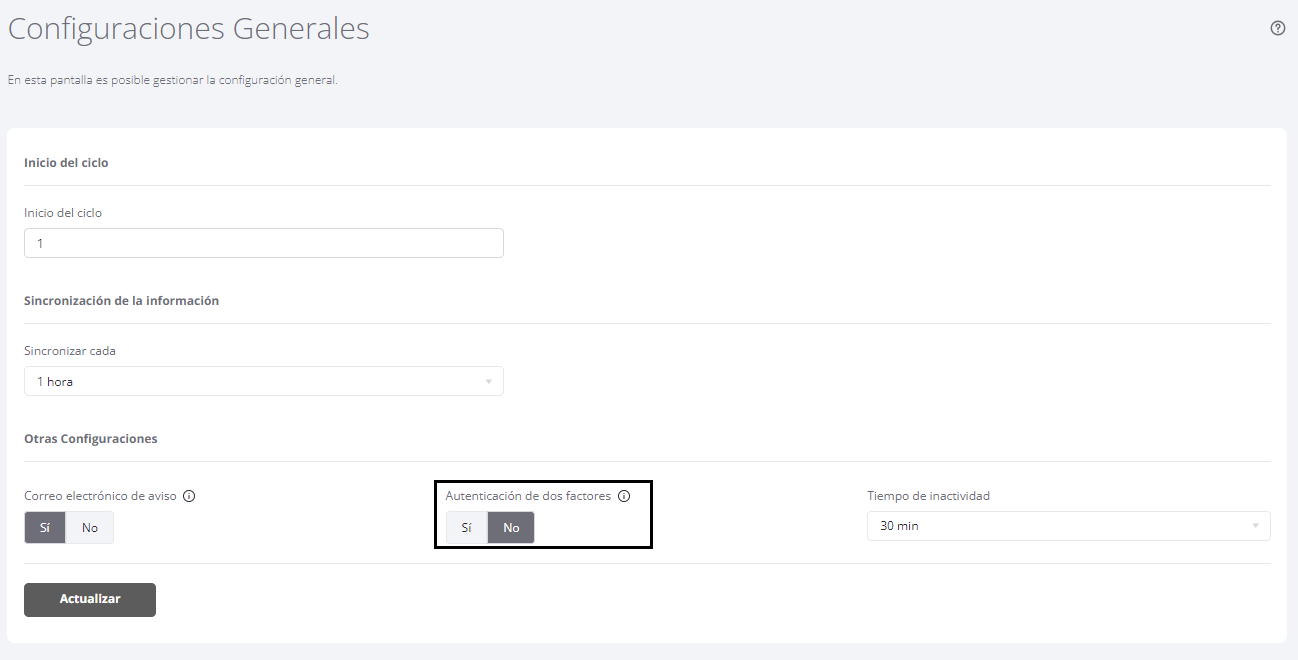 Configuraciones Generales
En esta pantalla es posible gestionar la configuración general.
Inicio del ciclo
Inicio del ciclo
1
Sincronización de la información
Sincronizar cada
1 hora
Otras Configuraciones
Correo electrónico de aviso
Sí No
Autenticación de dos factores
Sí No
Tiempo de inactividad
30 min
Actualizar